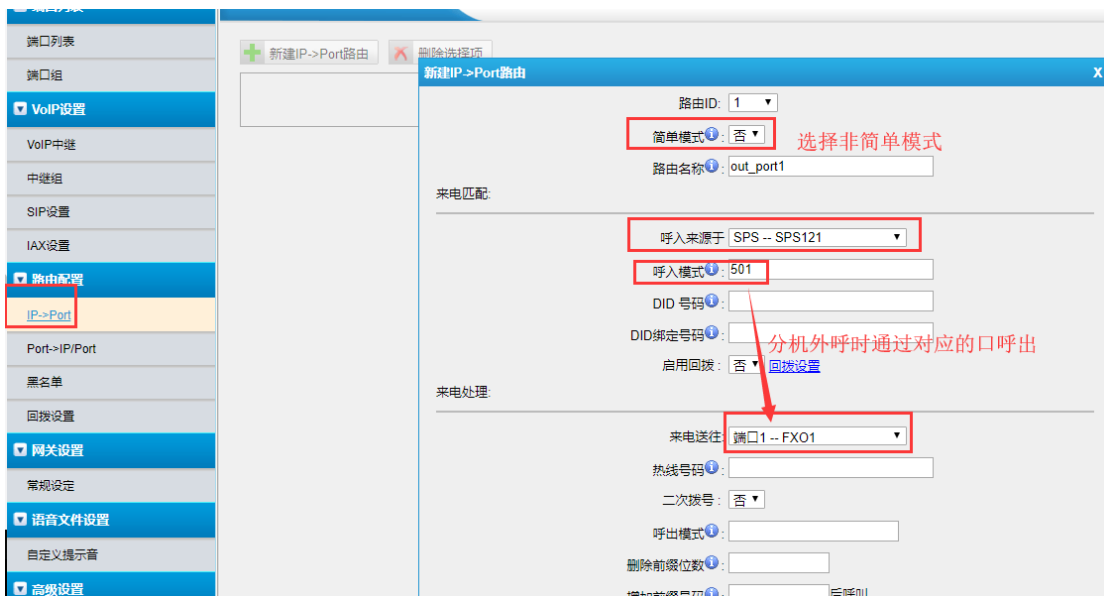 端口列表
端口列表
端口组
VoIP设置
VoIP中继
中继组
SIP设置
IAX设置
路由配置
IP->Port
Port->IP/Port
黑名单
回拨设置
网关设置
常规设定
语音文件设置
自定义提示音
高级设置
新建IP->Port路由
删除选择项
新建IP->Port路由
X
路由ID: 1
简单模式: 否
选择非简单模式
路由名称: out_port1
来电匹配:
呼入来源于 SPS -- SPS121
呼入模式: 501
DID 号码:
DID绑定号码:
分机外呼时通过对应的口呼出
启用回拨: 否 回拨设置
来电处理:
来电送往: 端口1 -- FXO1
热线号码:
二次拨号: 否
呼出模式:
删除前缀位数:
增加前缀号码: 后呼叫